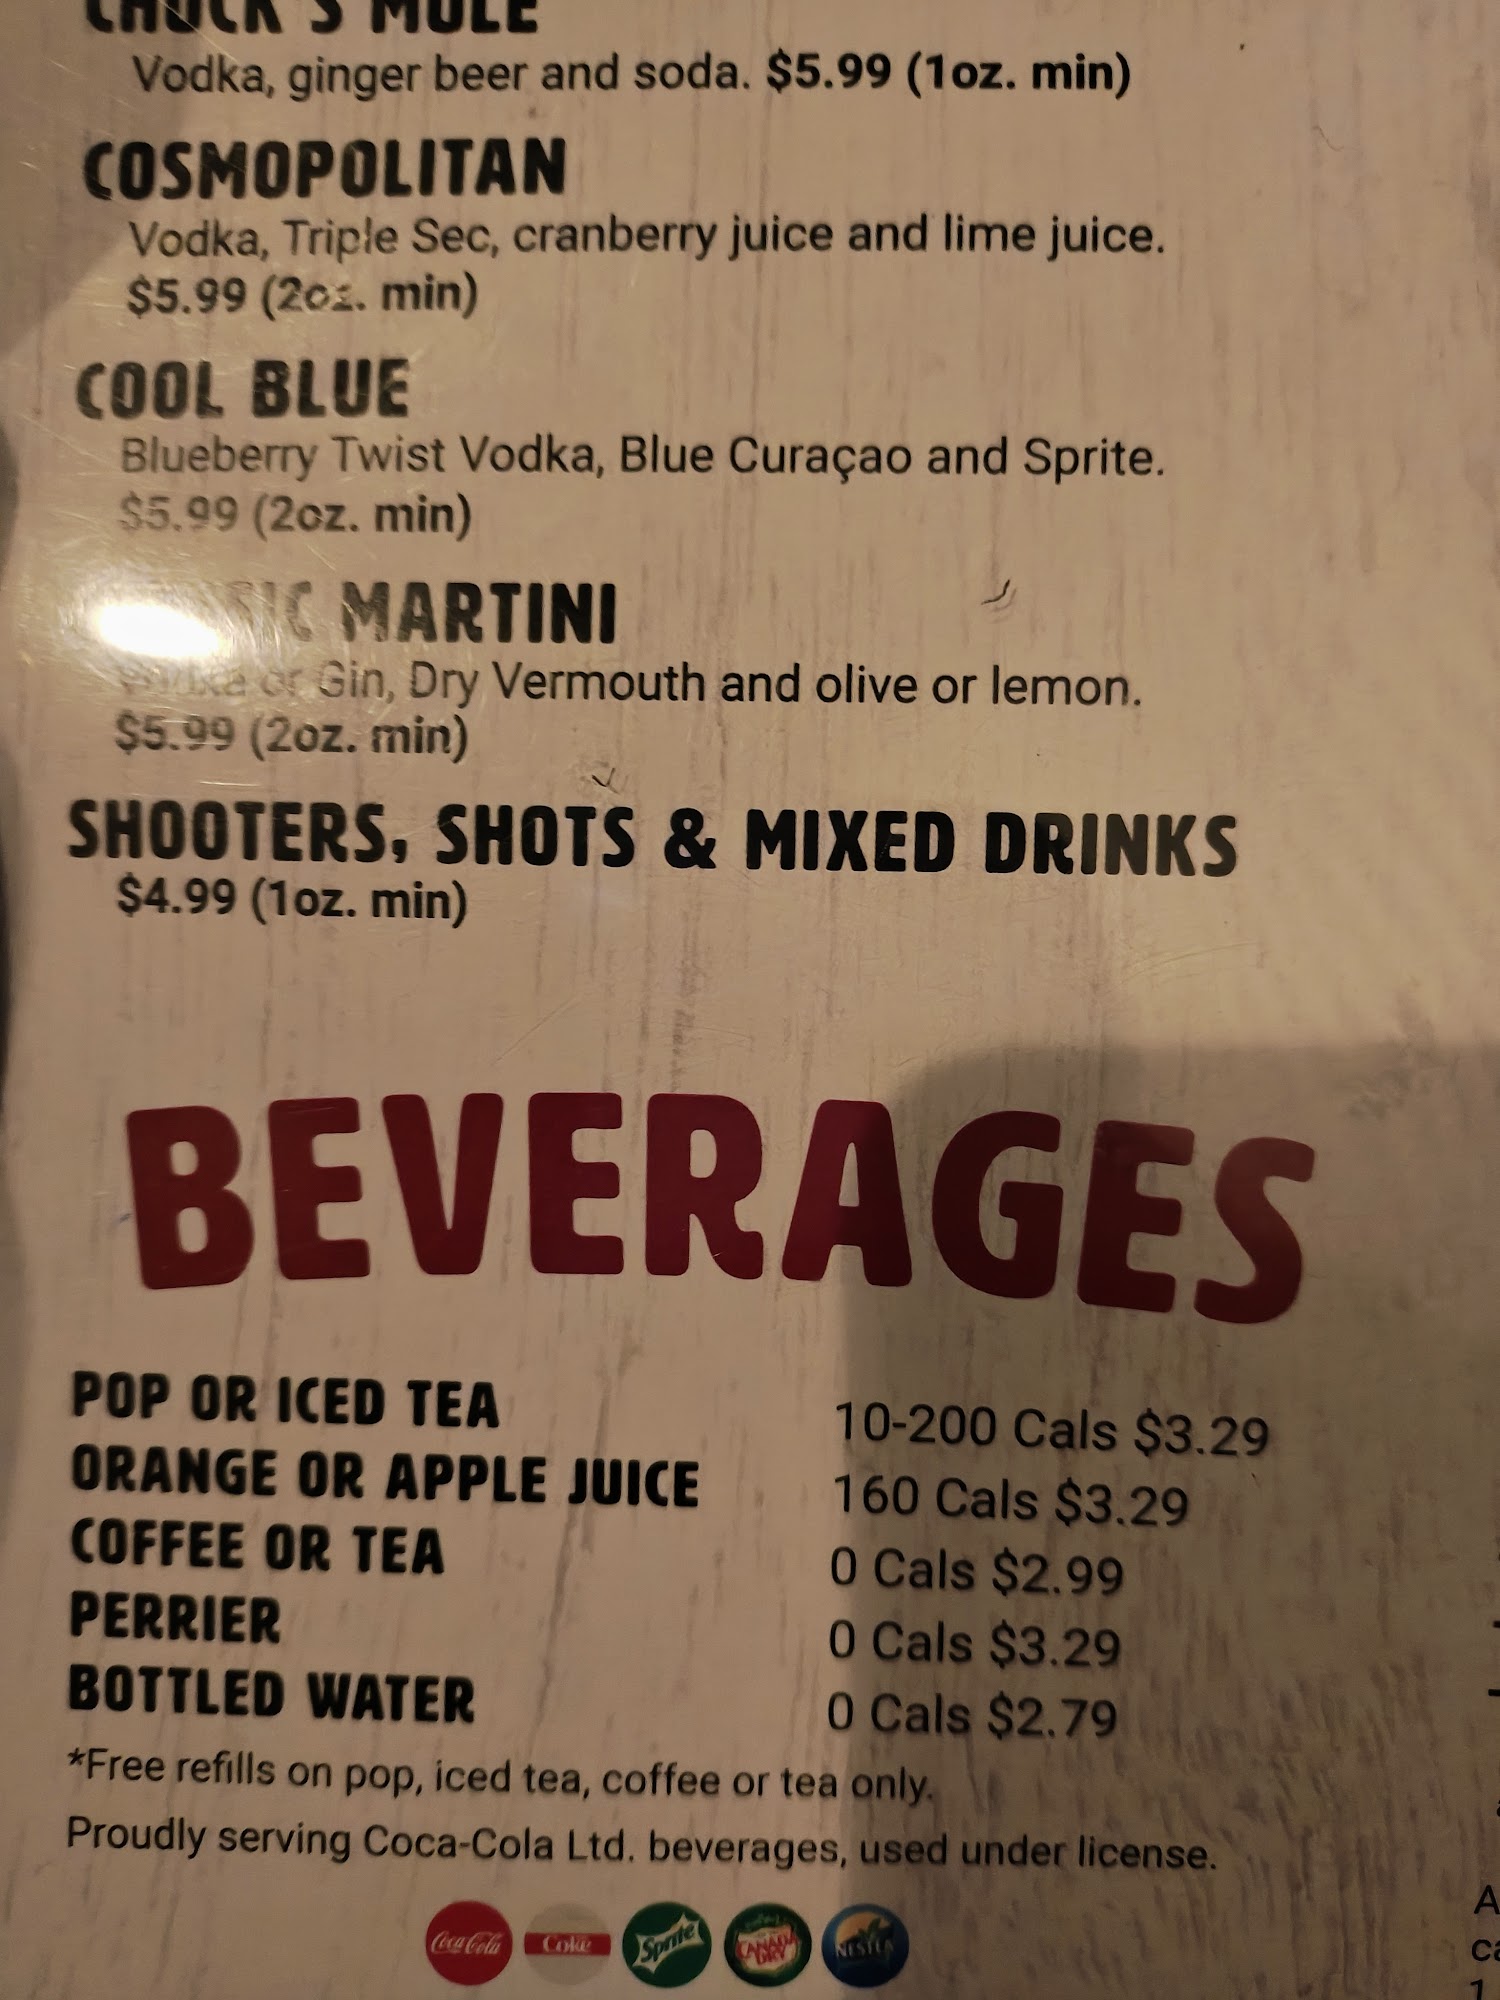 CHUCK'S MULE
Vodka, ginger beer and soda. $5.99 (1oz. min)
COSMOPOLITAN
Vodka, Triple Sec, cranberry juice and lime juice.
$5.99 (2oz. min)
COOL BLUE
Blueberry Twist Vodka, Blue Curaçao and Sprite.
$5.99 (2oz. min)
MARTINI
or Gin, Dry Vermouth and olive or lemon.
$5.99 (2oz. min)
SHOOTERS, SHOTS & MIXED DRINKS
$4.99 (1oz. min)
BEVERAGES
POP OR ICED TEA 10-200 Cals $3.29
ORANGE OR APPLE JUICE 160 Cals $3.29
COFFEE OR TEA 0 Cals $2.99
PERRIER 0 Cals $3.29
BOTTLED WATER 0 Cals $2.79
*Free refills on pop, iced tea, coffee or tea only.
Proudly serving Coca-Cola Ltd. beverages, used under license.
Coca-Cola Coke Sprite CANADA DRY NESTEA